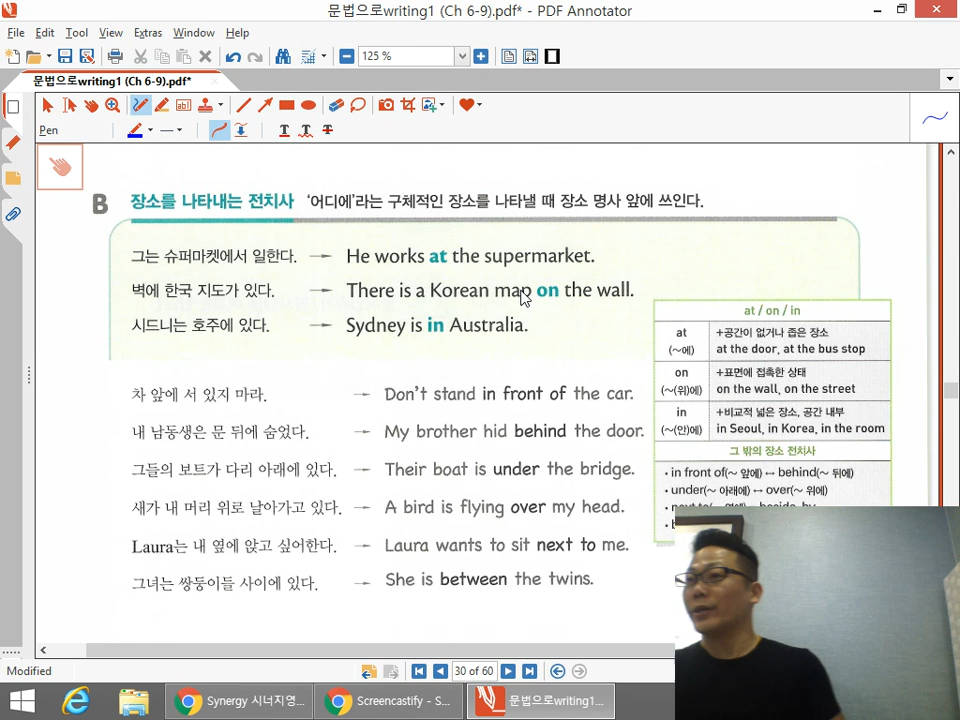 문법으로writing1 (Ch 6-9).pdf* - PDF Annotator
File Edit Tool View Extras Window Help
125 %
문법으로writing1 (Ch 6-9).pdf*
Pen
B 장소를 나타내는 전치사 '어디에'라는 구체적인 장소를 나타낼 때 장소 명사 앞에 쓰인다.
그는 슈퍼마켓에서 일한다. → He works at the supermarket.
벽에 한국 지도가 있다. → There is a Korean map on the wall.
시드니는 호주에 있다. → Sydney is in Australia.
at / on / in
at (~에) +공간이 없거나 좁은 장소
at the door, at the bus stop
on (~(위)에) +표면에 접촉한 상태
on the wall, on the street
in (~(안)에) +비교적 넓은 장소, 공간 내부
in Seoul, in Korea, in the room
그 밖의 장소 전치사
• in front of(~ 앞에) ↔ behind(~ 뒤에)
• under(~ 아래에) ↔ over(~ 위에)
차 앞에 서 있지 마라. → Don't stand in front of the car.
내 남동생은 문 뒤에 숨었다. → My brother hid behind the door.
그들의 보트가 다리 아래에 있다. → Their boat is under the bridge.
새가 내 머리 위로 날아가고 있다. → A bird is flying over my head.
Laura는 내 옆에 앉고 싶어한다. → Laura wants to sit next to me.
그녀는 쌍둥이들 사이에 있다. → She is between the twins.
Modified
30 of 60
Synergy 시너지영...
Screencastify - S...
문법으로writing1...